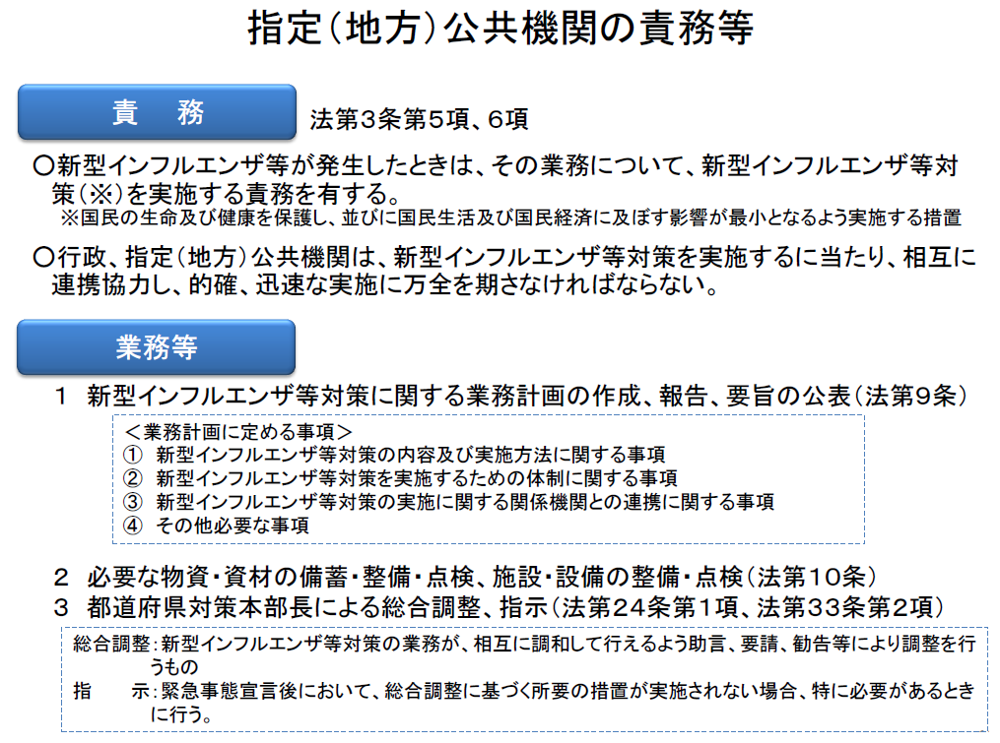 指定（地方）公共機関の責務等
責　務
法第３条第５項、６項
○新型インフルエンザ等が発生したときは、その業務について、新型インフルエンザ等対
策（※）を実施する責務を有する。
※国民の生命及び健康を保護し、並びに国民生活及び国民経済に及ぼす影響が最小となるよう実施する措置
○行政、指定（地方）公共機関は、新型インフルエンザ等対策を実施するに当たり、相互に
連携協力し、的確、迅速な実施に万全を期さなければならない。
業務等
１　新型インフルエンザ等対策に関する業務計画の作成、報告、要旨の公表（法第９条）
＜業務計画に定める事項＞
①　新型インフルエンザ等対策の内容及び実施方法に関する事項
②　新型インフルエンザ等対策を実施するための体制に関する事項
③　新型インフルエンザ等対策の実施に関する関係機関との連携に関する事項
④　その他必要な事項
２　必要な物資・資材の備蓄・整備・点検、施設・設備の整備・点検（法第１０条）
３　都道府県対策本部長による総合調整、指示（法第２４条第１項、法第３３条第２項）
総合調整：新型インフルエンザ等対策の業務が、相互に調和して行えるよう助言、要請、勧告等により調整を行
うもの
指　　示：緊急事態宣言後において、総合調整に基づく所要の措置が実施されない場合、特に必要があるとき
に行う。